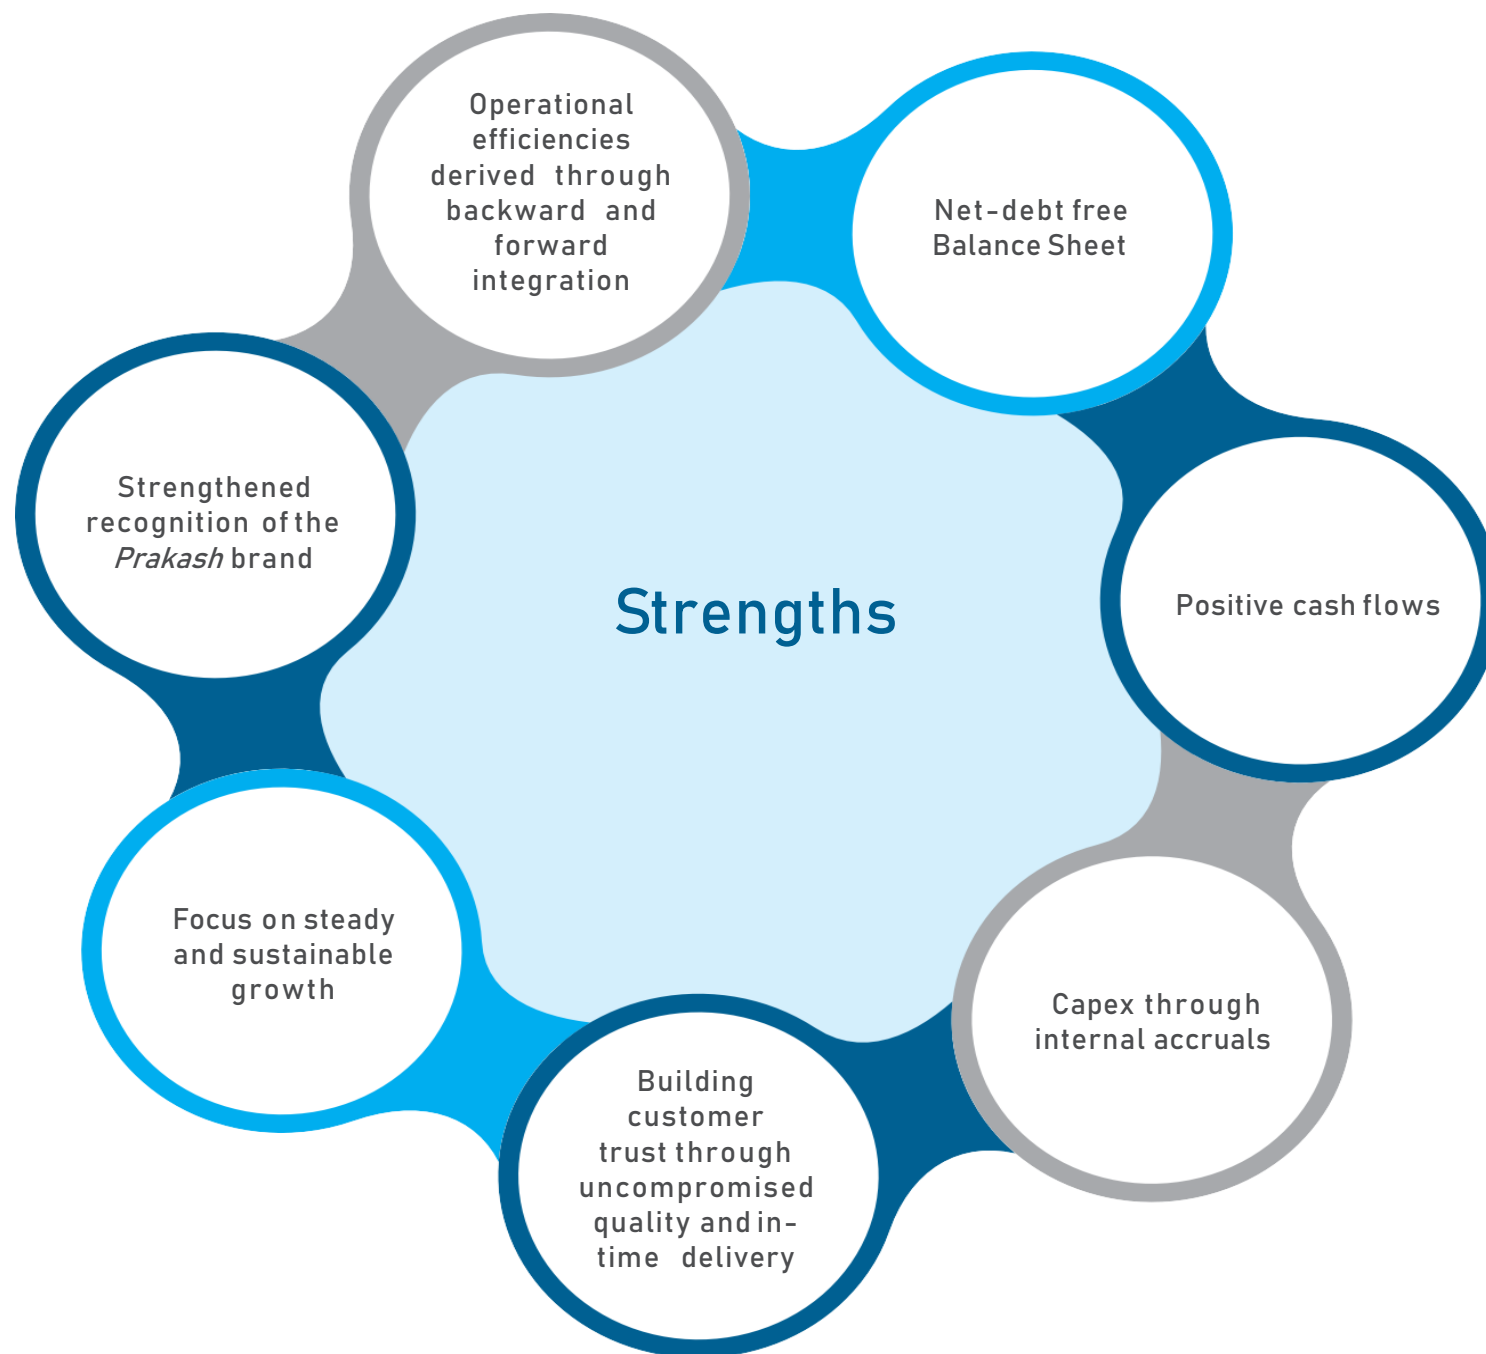 Operational
efficiencies
derived through
backward and
forward
integration
Net-debt free
Balance Sheet
Strengthened
recognition of the
Prakash brand
Strengths
Positive cash flows
Focus on steady
and sustainable
growth
Capex through
internal accruals
Building
customer
trust through
uncompromised
quality and in-
time delivery